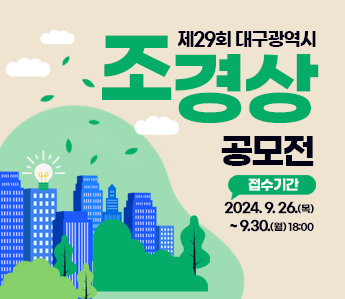 제29회 대구광역시
조경상
공모전
접수기간
2024. 9. 26.(목)
~ 9.30.(월) 18:00